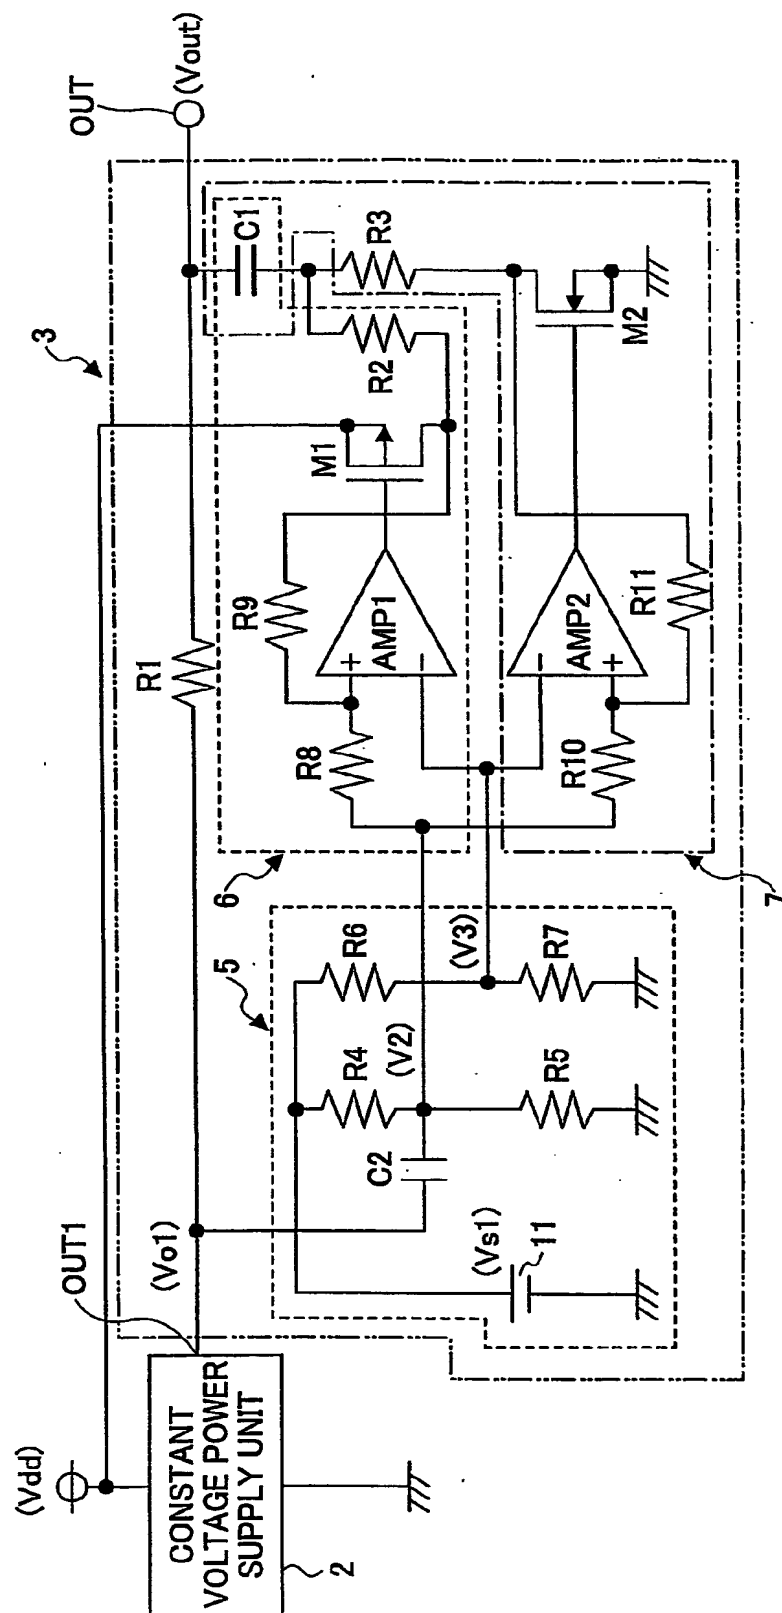 (Vdd)
CONSTANT
VOLTAGE POWER
SUPPLY UNIT
2
OUT1
(Vo1)
R1
3
OUT
(Vout)
5
(Vs1)
11
C2
R4
(V2)
R5
R6
(V3)
R7
6
R8
R9
+
AMP1
−
M1
R2
C1
R3
7
R10
−
AMP2
+
R11
M2